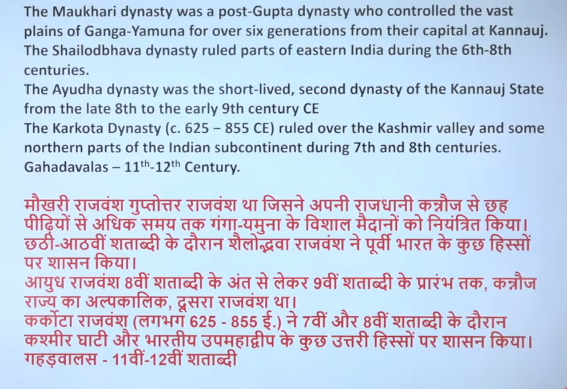 The Maukhari dynasty was a post-Gupta dynasty who controlled the vast
plains of Ganga-Yamuna for over six generations from their capital at Kannauj.
The Shailodbhava dynasty ruled parts of eastern India during the 6th-8th
centuries.
The Ayudha dynasty was the short-lived, second dynasty of the Kannauj State
from the late 8th to the early 9th century CE
The Karkota Dynasty (c. 625 – 855 CE) ruled over the Kashmir valley and some
northern parts of the Indian subcontinent during 7th and 8th centuries.
Gahadavalas – 11th-12th Century.
मौखरी राजवंश गुप्तोत्तर राजवंश था जिसने अपनी राजधानी कन्नौज से छह
पीढ़ियों से अधिक समय तक गंगा-यमुना के विशाल मैदानों को नियंत्रित किया।
छठी-आठवीं शताब्दी के दौरान शैलोद्भवा राजवंश ने पूर्वी भारत के कुछ हिस्सों
पर शासन किया।
आयुध राजवंश 8वीं शताब्दी के अंत से लेकर 9वीं शताब्दी के प्रारंभ तक, कन्नौज
राज्य का अल्पकालिक, दूसरा राजवंश था।
कर्कोटा राजवंश (लगभग 625 - 855 ई.) ने 7वीं और 8वीं शताब्दी के दौरान
कश्मीर घाटी और भारतीय उपमहाद्वीप के कुछ उत्तरी हिस्सों पर शासन किया।
गहड़वालस - 11वीं-12वीं शताब्दी